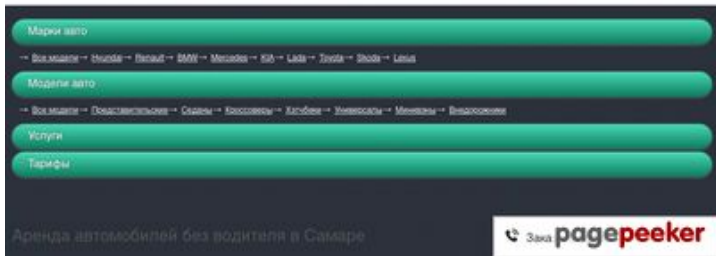 Марки авто
→ Все модели→ Hyundai→ Renault→ BMW→ Mercedes→ KIA→ Lada→ Toyota→ Skoda→ Lexus
Модели авто
→ Все модели→ Представительские→ Седаны→ Кроссоверы→ Хэтчбеки→ Универсалы→ Минивэны→ Внедорожники
Услуги
Тарифы
Аренда автомобилей без водителя в Самаре
Зака
pagepeeker